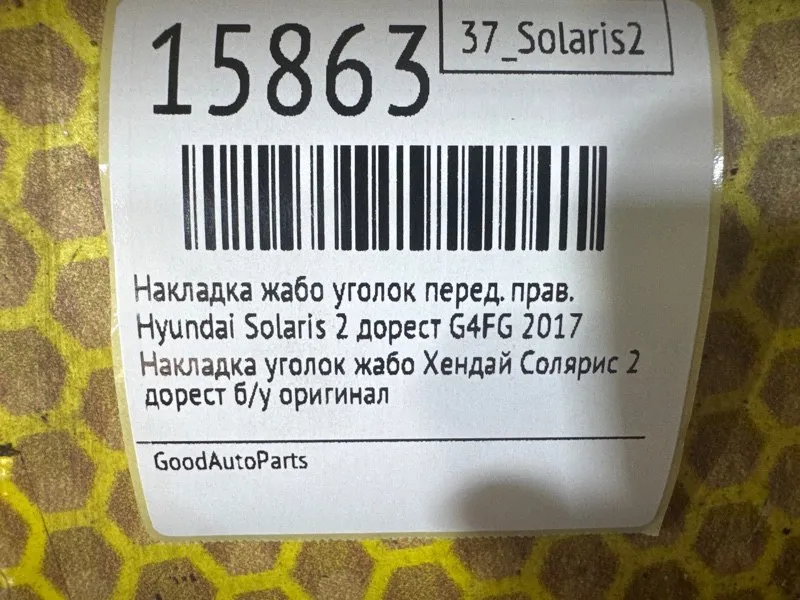 15863
37_Solaris2
Накладка жабо уголок перед. прав.
Hyundai Solaris 2 дорест G4FG 2017
Накладка уголок жабо Хендай Солярис 2
дорест б/у оригинал
GoodAutoParts